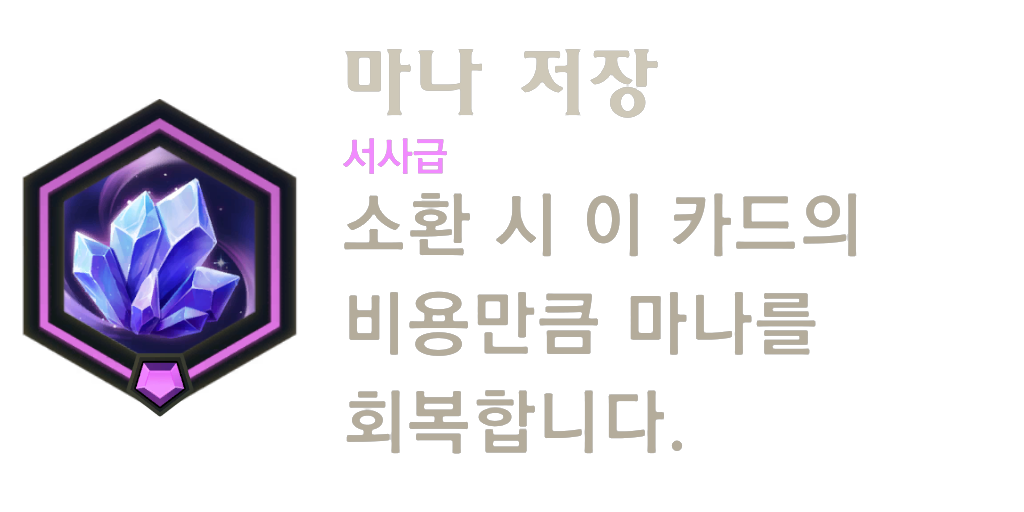 마나 저장
서사급
소환 시 이 카드의
비용만큼 마나를
회복합니다.